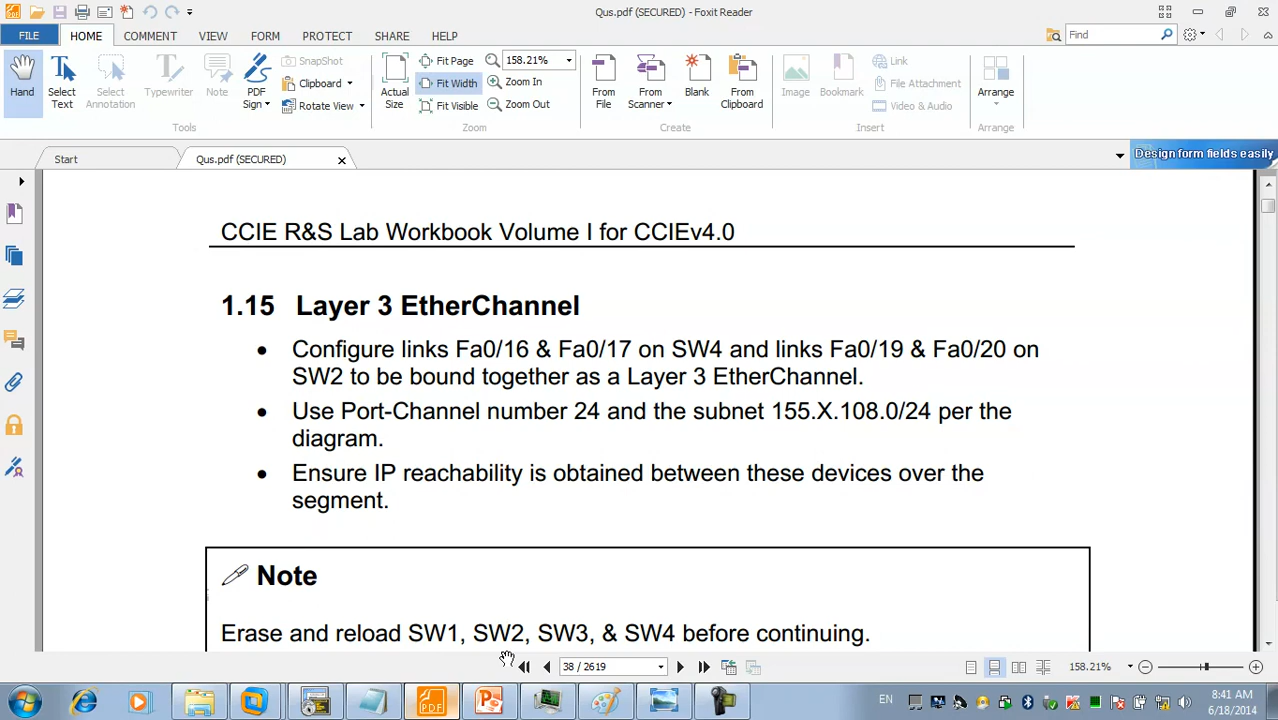 Qus.pdf (SECURED) - Foxit Reader
FILE HOME COMMENT VIEW FORM PROTECT SHARE HELP Find
Hand
Select Text
Select Annotation
Typewriter
Note
PDF Sign
SnapShot
Clipboard
Rotate View
Tools
Actual Size
Fit Page
Fit Width
Fit Visible
158.21%
Zoom In
Zoom Out
Zoom
From File
From Scanner
Blank
From Clipboard
Create
Image
Bookmark
Link
File Attachment
Video & Audio
Insert
Arrange
Arrange
Start
Qus.pdf (SECURED)
Design form fields easily
CCIE R&S Lab Workbook Volume I for CCIEv4.0
1.15 Layer 3 EtherChannel
• Configure links Fa0/16 & Fa0/17 on SW4 and links Fa0/19 & Fa0/20 on
SW2 to be bound together as a Layer 3 EtherChannel.
• Use Port-Channel number 24 and the subnet 155.X.108.0/24 per the
diagram.
• Ensure IP reachability is obtained between these devices over the
segment.
Note
Erase and reload SW1, SW2, SW3, & SW4 before continuing.
38 / 2619
158.21%
EN
8:41 AM
6/18/2014